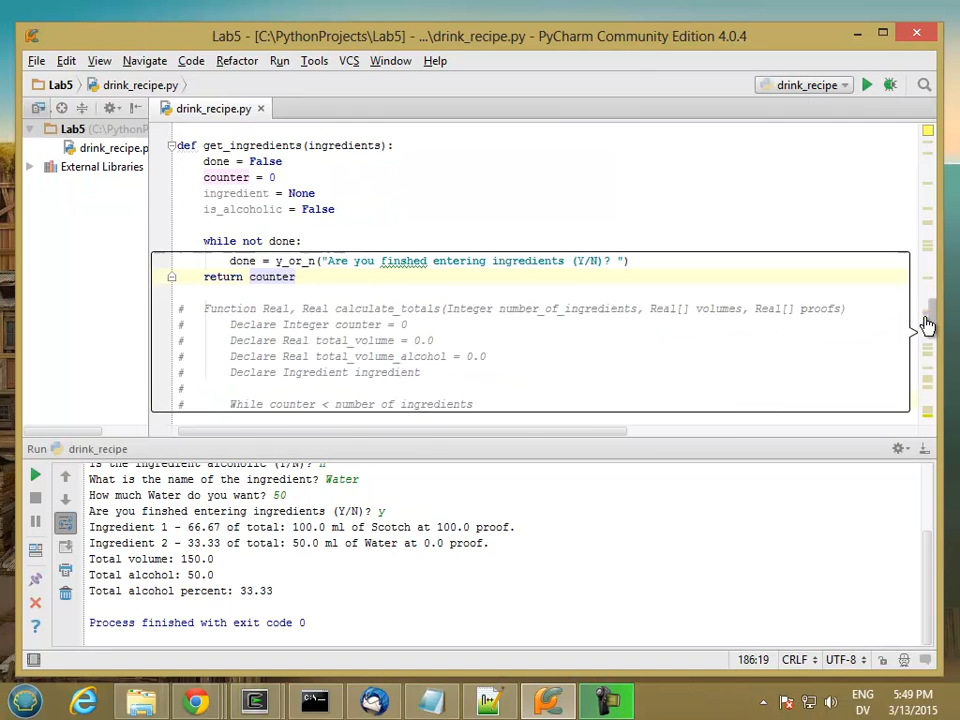 Lab5 - [C:\PythonProjects\Lab5] - ...\drink_recipe.py - PyCharm Community Edition 4.0.4
File Edit View Navigate Code Refactor Run Tools VCS Window Help
Lab5 drink_recipe.py drink_recipe
drink_recipe.py
Lab5 (C:\PythonP
drink_recipe.p
External Libraries
def get_ingredients(ingredients):
done = False
counter = 0
ingredient = None
is_alcoholic = False
while not done:
done = y_or_n("Are you finshed entering ingredients (Y/N)? ")
return counter
# Function Real, Real calculate_totals(Integer number_of_ingredients, Real[] volumes, Real[] proofs)
# Declare Integer counter = 0
# Declare Real total_volume = 0.0
# Declare Real total_volume_alcohol = 0.0
# Declare Ingredient ingredient
#
# While counter < number of ingredients
Run drink_recipe
Is the ingredient alcoholic (Y/N)? n
What is the name of the ingredient? Water
How much Water do you want? 50
Are you finshed entering ingredients (Y/N)? y
Ingredient 1 - 66.67 of total: 100.0 ml of Scotch at 100.0 proof.
Ingredient 2 - 33.33 of total: 50.0 ml of Water at 0.0 proof.
Total volume: 150.0
Total alcohol: 50.0
Total alcohol percent: 33.33
Process finished with exit code 0
186:19 CRLF UTF-8
ENG 5:49 PM
DV 3/13/2015